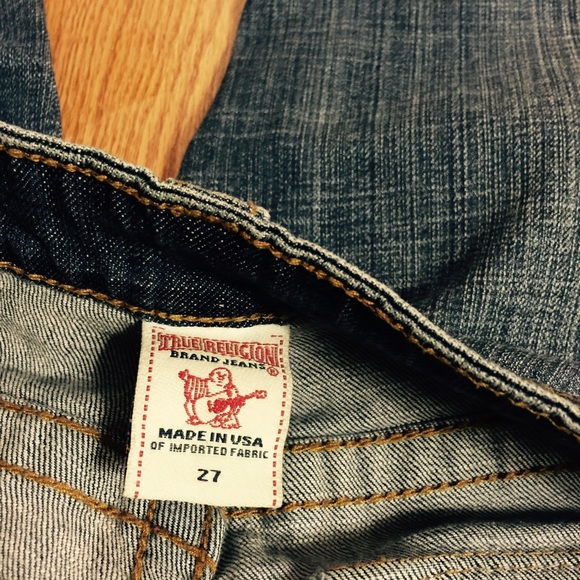 TRUE RELIGION
BRAND JEANS®
MADE IN USA
OF IMPORTED FABRIC
27